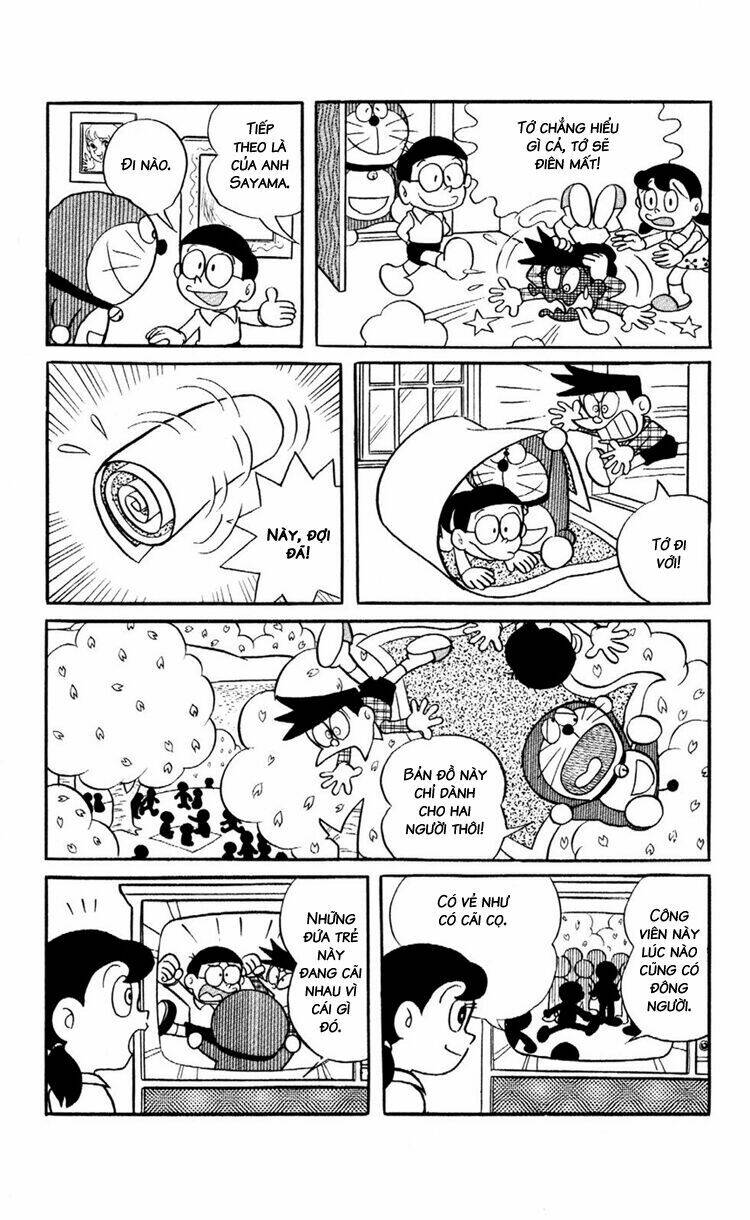 TIẾP
THEO LÀ
CỦA ANH
SAYAMA.
ĐI NÀO.
TỚ CHẲNG HIỂU
GÌ CẢ, TỚ SẼ
ĐIÊN MẤT!
NÀY, ĐỢI
ĐÃ!
TỚ ĐI
VỚI!
BẢN ĐỒ NÀY
CHỈ DÀNH
CHO HAI
NGƯỜI THÔI!
NHỮNG
ĐỨA TRẺ
NÀY
ĐANG CÃI
NHAU VÌ
CÁI GÌ
ĐÓ.
CÓ VẺ NHƯ
CÓ CÃI CỌ.
CÔNG
VIÊN NÀY
LÚC NÀO
CŨNG CÓ
ĐÔNG
NGƯỜI.